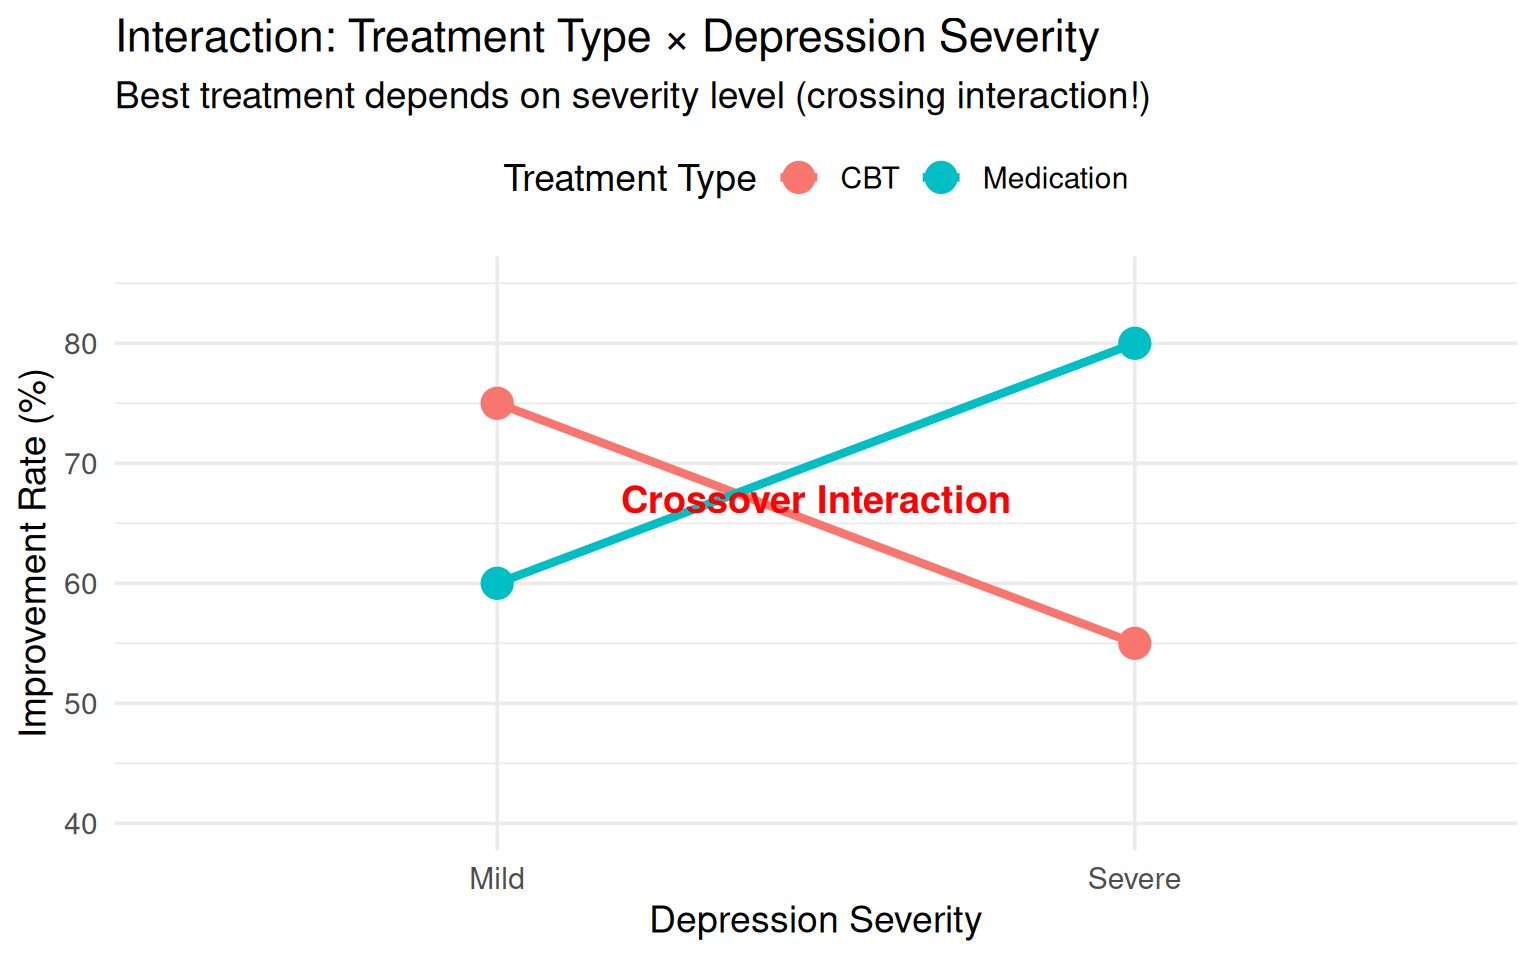 Interaction: Treatment Type × Depression Severity
Best treatment depends on severity level (crossing interaction!)
Treatment Type CBT Medication
80
70
60
50
40
Improvement Rate (%)
Crossover Interaction
Mild Severe
Depression Severity